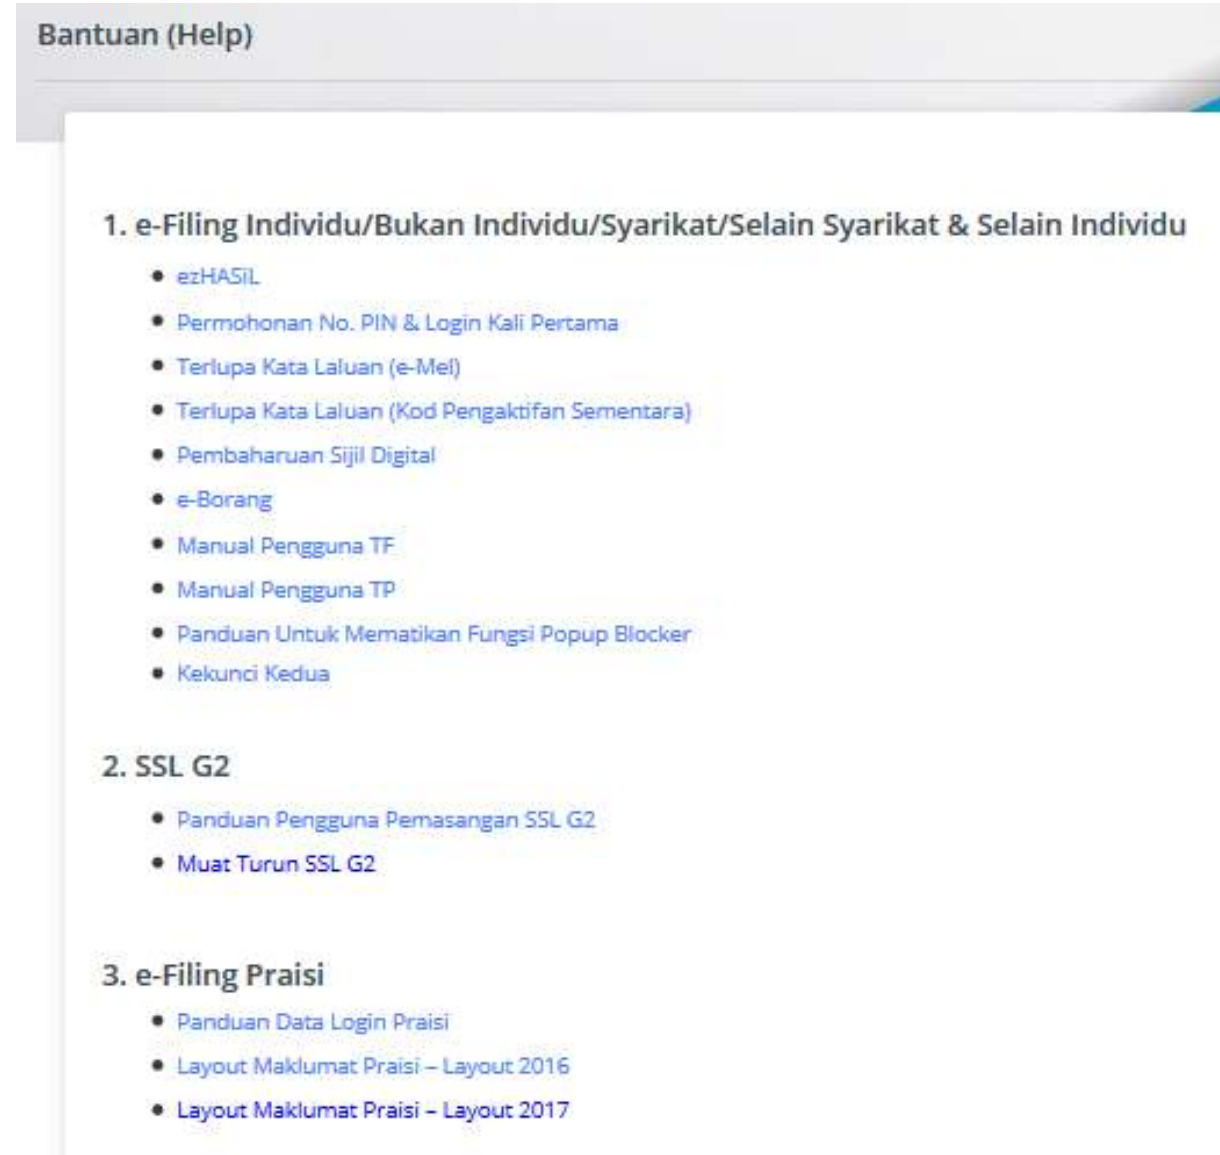 Bantuan (Help)
1. e-Filing Individu/Bukan Individu/Syarikat/Selain Syarikat & Selain Individu
• ezHASiL
• Permohonan No. PIN & Login Kali Pertama
• Terlupa Kata Laluan (e-Mel)
• Terlupa Kata Laluan (Kod Pengaktifan Sementara)
• Pembaharuan Sijil Digital
• e-Borang
• Manual Pengguna TF
• Manual Pengguna TP
• Panduan Untuk Mematikan Fungsi Popup Blocker
• Kekunci Kedua
2. SSL G2
• Panduan Pengguna Pemasangan SSL G2
• Muat Turun SSL G2
3. e-Filing Praisi
• Panduan Data Login Praisi
• Layout Maklumat Praisi – Layout 2016
• Layout Maklumat Praisi – Layout 2017